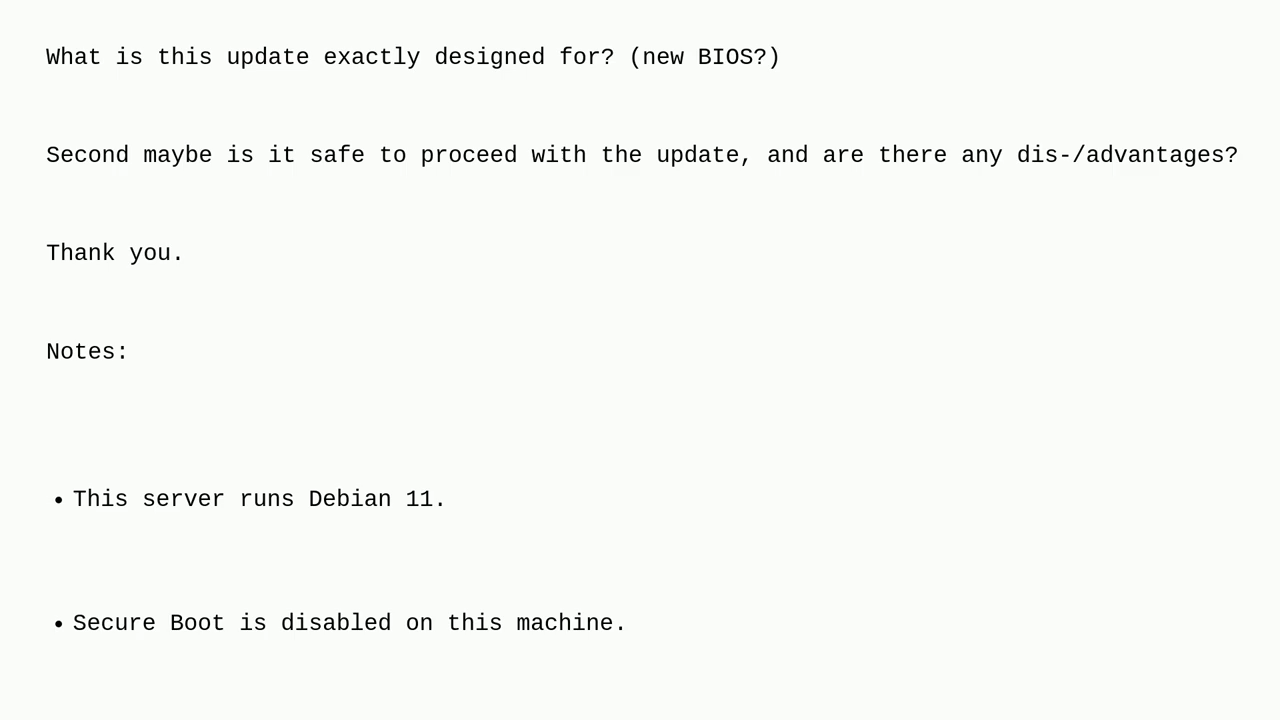 What is this update exactly designed for? (new BIOS?)
Second maybe is it safe to proceed with the update, and are there any dis-/advantages?
Thank you.
Notes:
• This server runs Debian 11.
• Secure Boot is disabled on this machine.